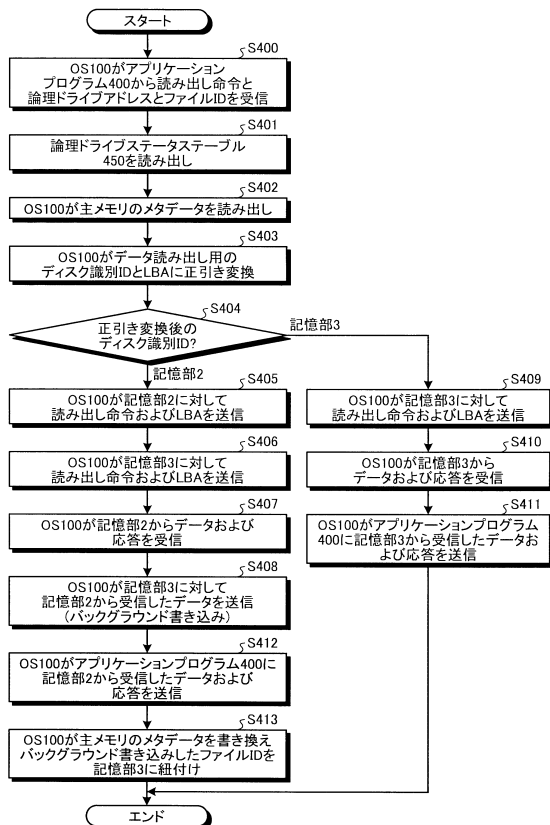 スタート
S400
OS100がアプリケーション
プログラム400から読み出し命令と
論理ドライブアドレスとファイルIDを受信
S401
論理ドライブステータステーブル
450を読み出し
S402
OS100が主メモリのメタデータを読み出し
S403
OS100がデータ読み出し用の
ディスク識別IDとLBAに正引き変換
S404
正引き変換後の
ディスク識別ID?
記憶部3
記憶部2
S405
OS100が記憶部2に対して
読み出し命令およびLBAを送信
S406
OS100が記憶部3に対して
読み出し命令およびLBAを送信
S407
OS100が記憶部2からデータおよび
応答を受信
S408
OS100が記憶部3に対して
記憶部2から受信したデータを送信
(バックグラウンド書き込み)
S412
OS100がアプリケーションプログラム400に
記憶部2から受信したデータおよび
応答を送信
S413
OS100が主メモリのメタデータを書き換え
バックグラウンド書き込みしたファイルIDを
記憶部3に紐付け
S409
OS100が記憶部3に対して
読み出し命令およびLBAを送信
S410
OS100が記憶部3から
データおよび応答を受信
S411
OS100がアプリケーションプログラム
400に記憶部3から受信したデータお
よび応答を送信
エンド